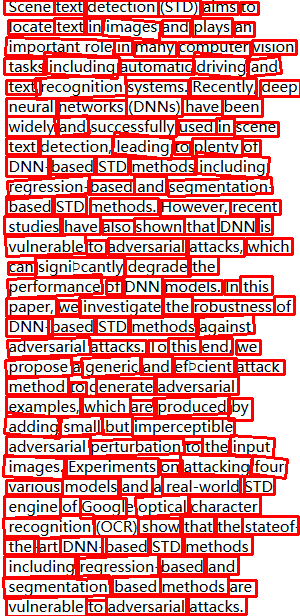 Scene text detection (STD) aims to
locate text in images and plays an
important role in many computer vision
tasks including automatic driving and
text recognition systems. Recently, deep
neural networks (DNNs) have been
widely and successfully used in scene
text detection, leading to plenty of
DNN-based STD methods including
regression-based and segmentation-
based STD methods. However, recent
studies have also shown that DNN is
vulnerable to adversarial attacks, which
can signiÞcantly degrade the
performance of DNN models. In this
paper, we investigate the robustness of
DNN-based STD methods against
adversarial attacks. To this end, we
propose a generic and efÞcient attack
method to generate adversarial
examples, which are produced by
adding small but imperceptible
adversarial perturbation to the input
images. Experiments on attacking four
various models and a real-world STD
engine of Google optical character
recognition (OCR) show that the stateof-
the-art DNN-based STD methods
including regression-based and
segmentation-based methods are
vulnerable to adversarial attacks.